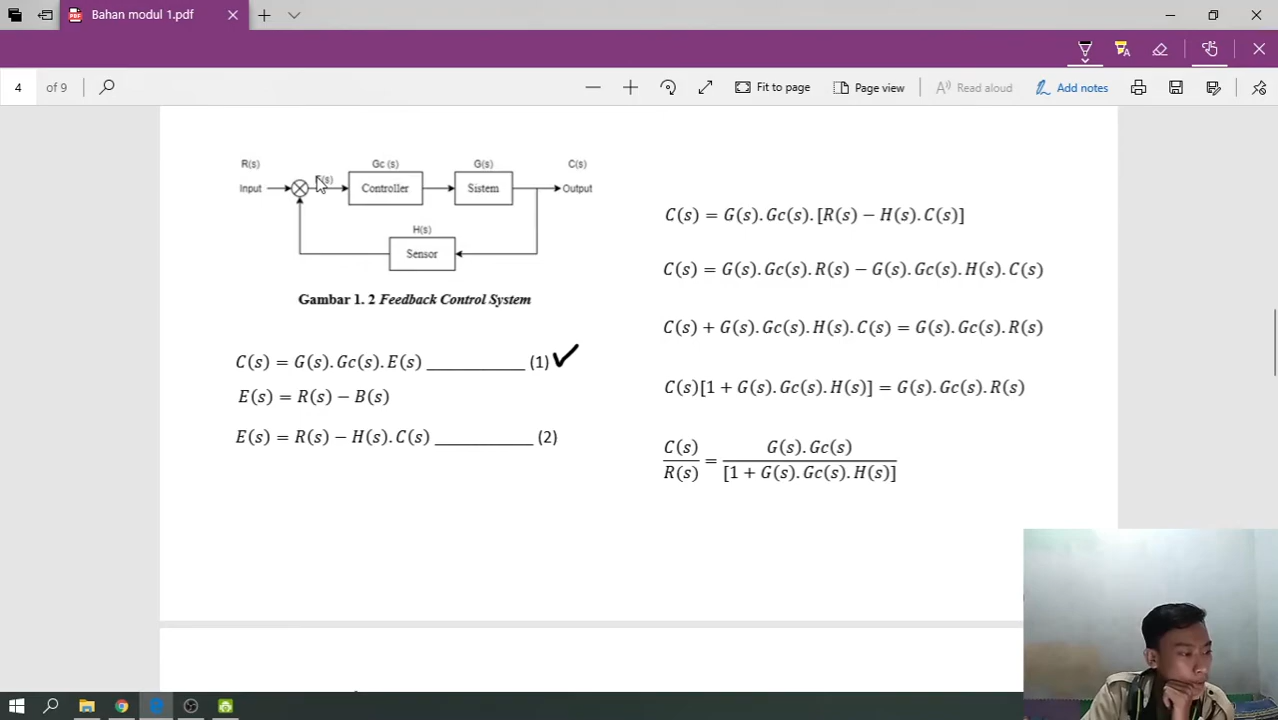 Bahan modul 1.pdf
4 of 9
Fit to page
Page view
Read aloud
Add notes
R(s)
Gc (s)
G(s)
C(s)
Input
Controller
Sistem
Output
H(s)
Sensor
Gambar 1. 2 Feedback Control System
C(s) = G(s).Gc(s).E(s) ____________ (1)
E(s) = R(s) − B(s)
E(s) = R(s) − H(s).C(s) ____________ (2)
C(s) = G(s).Gc(s).[R(s) − H(s).C(s)]
C(s) = G(s).Gc(s).R(s) − G(s).Gc(s).H(s).C(s)
C(s) + G(s).Gc(s).H(s).C(s) = G(s).Gc(s).R(s)
C(s)[1 + G(s).Gc(s).H(s)] = G(s).Gc(s).R(s)
C(s)/R(s) = G(s).Gc(s)/[1 + G(s).Gc(s).H(s)]